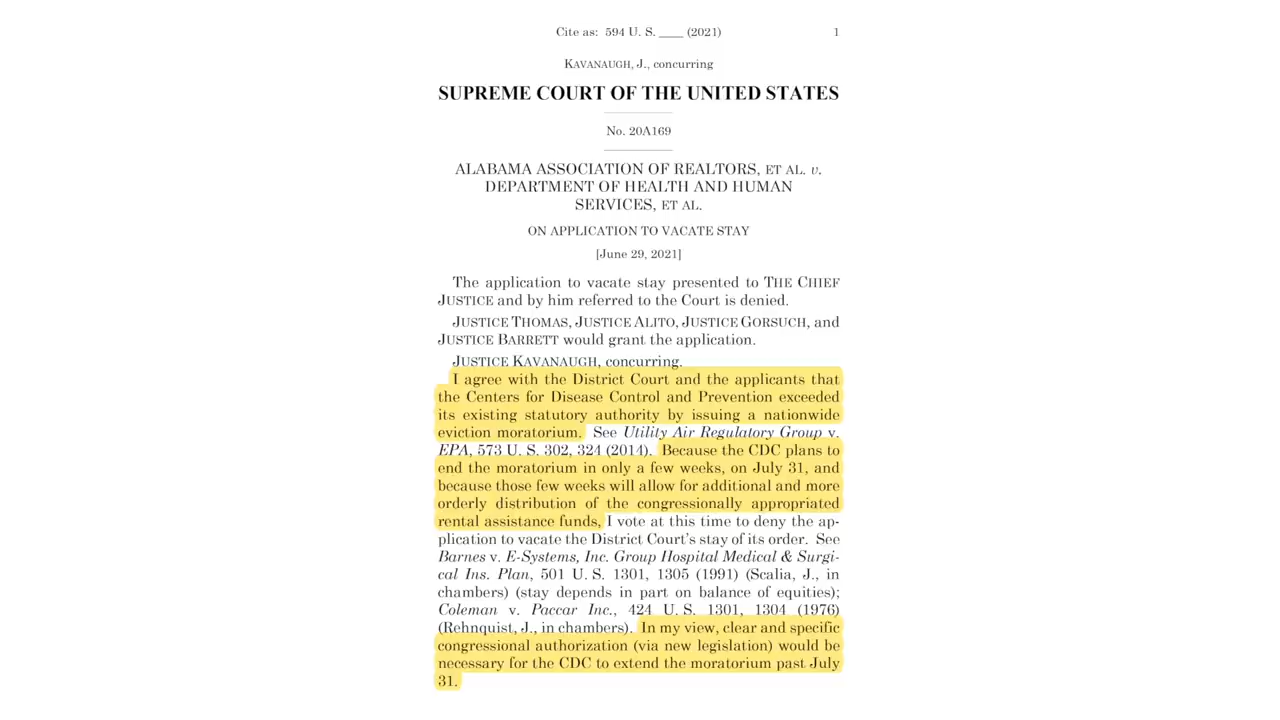 Cite as: 594 U. S. ____ (2021) 1
KAVANAUGH, J., concurring
SUPREME COURT OF THE UNITED STATES
No. 20A169
ALABAMA ASSOCIATION OF REALTORS, ET AL. v.
DEPARTMENT OF HEALTH AND HUMAN
SERVICES, ET AL.
ON APPLICATION TO VACATE STAY
[June 29, 2021]
The application to vacate stay presented to THE CHIEF
JUSTICE and by him referred to the Court is denied.
JUSTICE THOMAS, JUSTICE ALITO, JUSTICE GORSUCH, and
JUSTICE BARRETT would grant the application.
JUSTICE KAVANAUGH, concurring.
I agree with the District Court and the applicants that
the Centers for Disease Control and Prevention exceeded
its existing statutory authority by issuing a nationwide
eviction moratorium. See Utility Air Regulatory Group v.
EPA, 573 U. S. 302, 324 (2014). Because the CDC plans to
end the moratorium in only a few weeks, on July 31, and
because those few weeks will allow for additional and more
orderly distribution of the congressionally appropriated
rental assistance funds, I vote at this time to deny the ap-
plication to vacate the District Court's stay of its order. See
Barnes v. E-Systems, Inc. Group Hospital Medical & Surgi-
cal Ins. Plan, 501 U. S. 1301, 1305 (1991) (Scalia, J., in
chambers) (stay depends in part on balance of equities);
Coleman v. Paccar Inc., 424 U. S. 1301, 1304 (1976)
(Rehnquist, J., in chambers). In my view, clear and specific
congressional authorization (via new legislation) would be
necessary for the CDC to extend the moratorium past July
31.